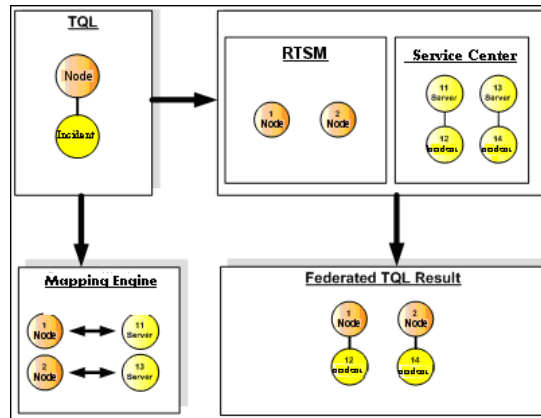 TQL
Node
Incident
RTSM
1
Node
2
Node
Service Center
11
Server
13
Server
12
14
Mapping Engine
1
Node
11
Server
2
Node
13
Server
Federated TQL Result
1
Node
2
Node
12
14